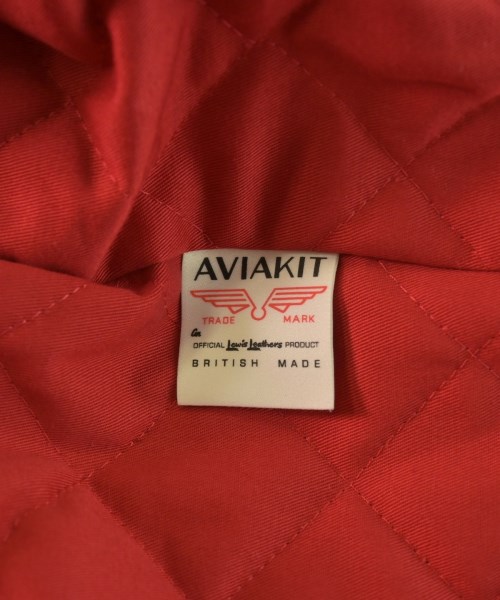 AVIAKIT
TRADE MARK
An
OFFICIAL Lewis Leathers PRODUCT
BRITISH MADE